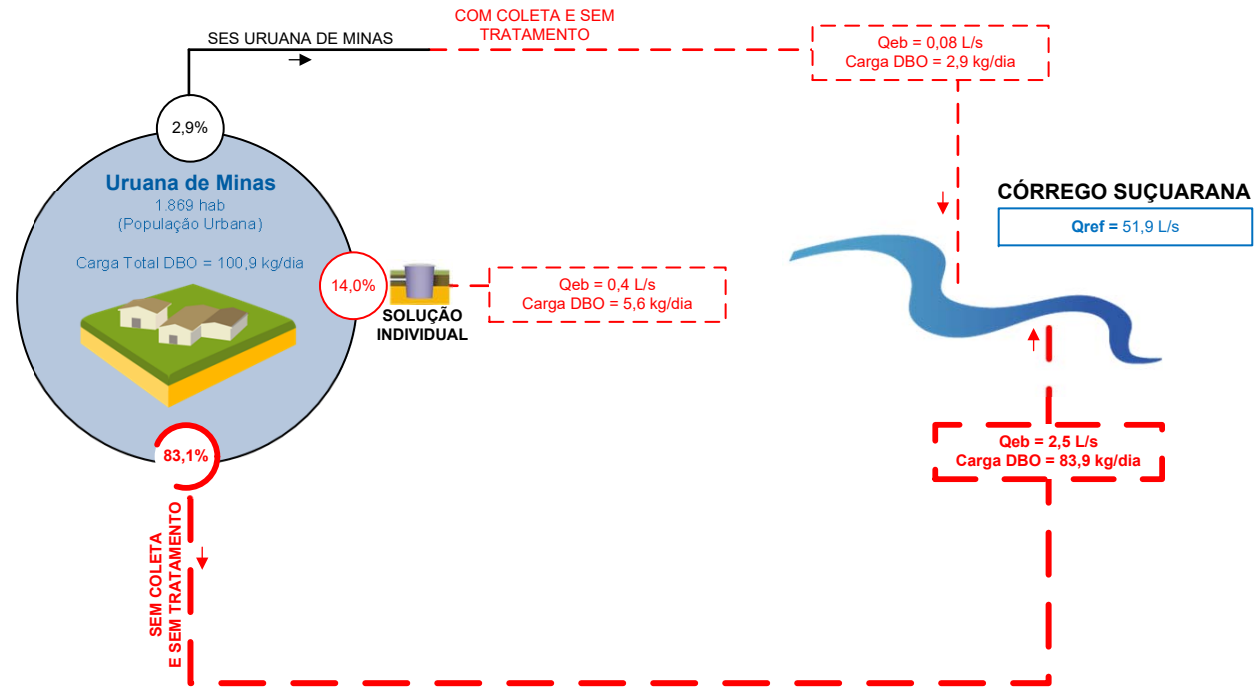 COM COLETA E SEM
TRATAMENTO
SES URUANA DE MINAS
Qeb = 0,08 L/s
Carga DBO = 2,9 kg/dia
2,9%
Uruana de Minas
1.869 hab
(População Urbana)
Carga Total DBO = 100,9 kg/dia
14,0%
SOLUÇÃO
INDIVIDUAL
Qeb = 0,4 L/s
Carga DBO = 5,6 kg/dia
CÓRREGO SUÇUARANA
Qref = 51,9 L/s
83,1%
Qeb = 2,5 L/s
Carga DBO = 83,9 kg/dia
SEM COLETA
E SEM TRATAMENTO